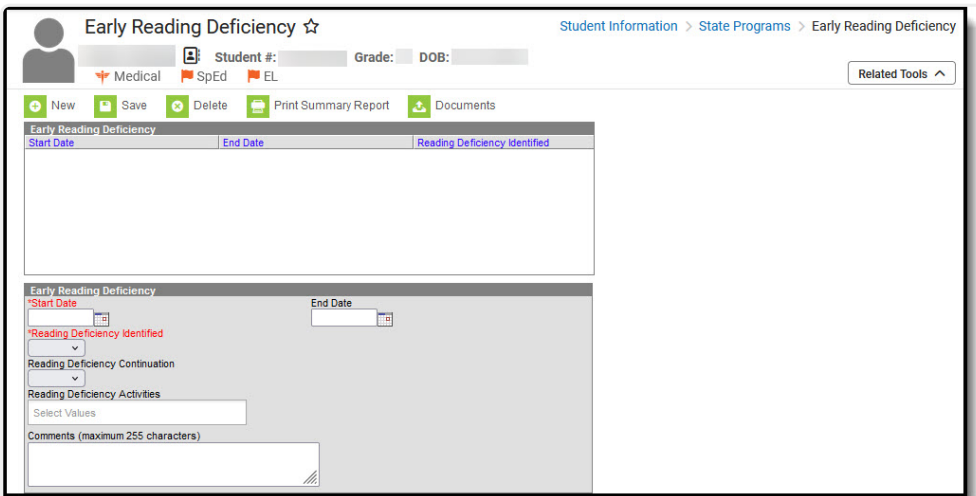 Early Reading Deficiency
Student Information > State Programs > Early Reading Deficiency
Student #: Grade: DOB:
Medical SpEd EL
Related Tools
New Save Delete Print Summary Report Documents
Early Reading Deficiency
Start Date End Date Reading Deficiency Identified
Early Reading Deficiency
*Start Date End Date
*Reading Deficiency Identified
Reading Deficiency Continuation
Reading Deficiency Activities
Select Values
Comments (maximum 255 characters)